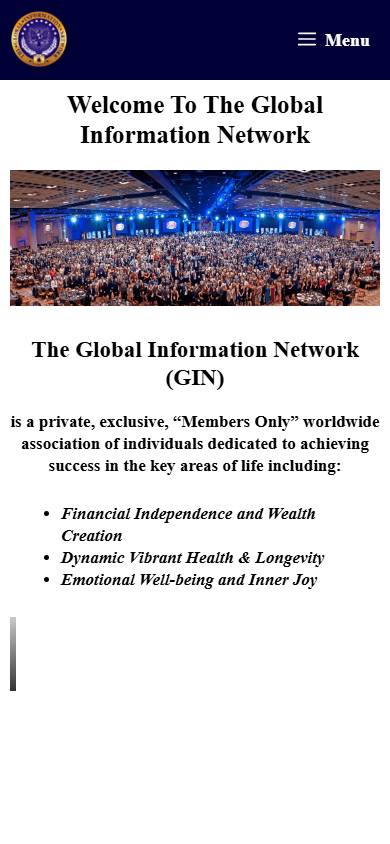 Menu
Welcome To The Global
Information Network
The Global Information Network
(GIN)
is a private, exclusive, “Members Only” worldwide
association of individuals dedicated to achieving
success in the key areas of life including:
• Financial Independence and Wealth
Creation
• Dynamic Vibrant Health & Longevity
• Emotional Well-being and Inner Joy